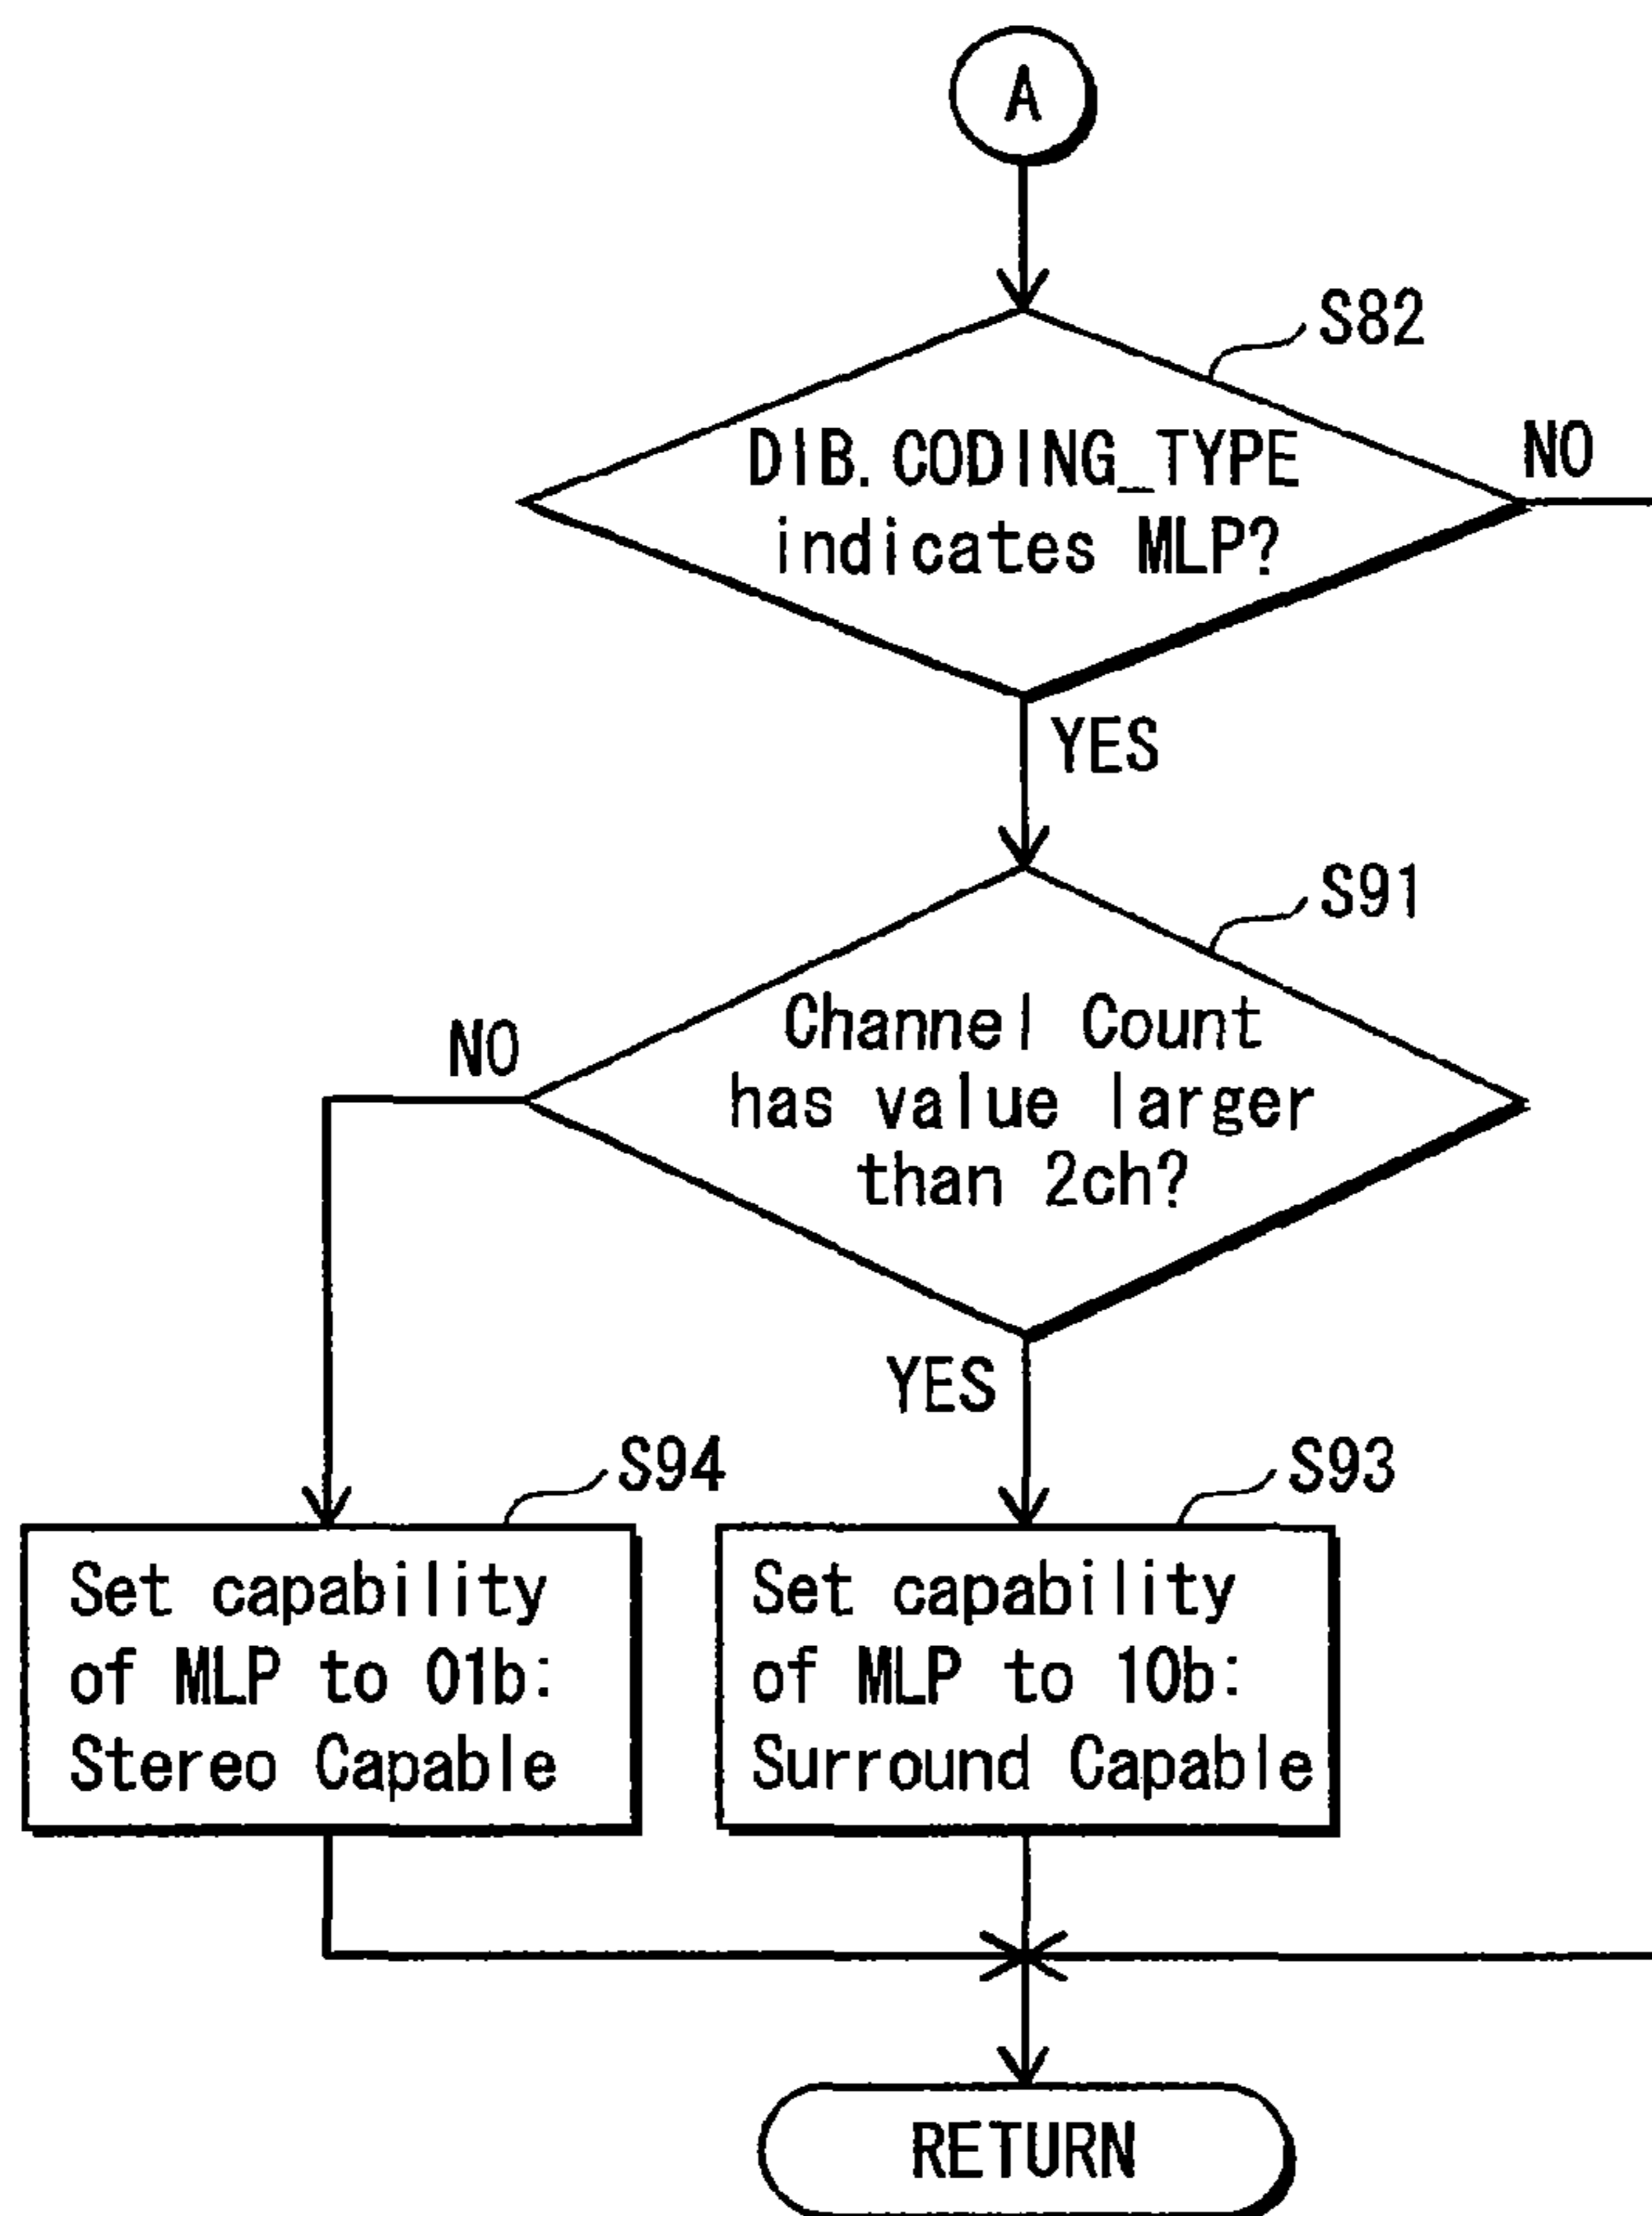 A
S82
DIB.CODING_TYPE
indicates MLP?
NO
YES
S91
Channel Count
has value larger
than 2ch?
NO
YES
S94
Set capability
of MLP to 01b:
Stereo Capable
S93
Set capability
of MLP to 10b:
Surround Capable
RETURN